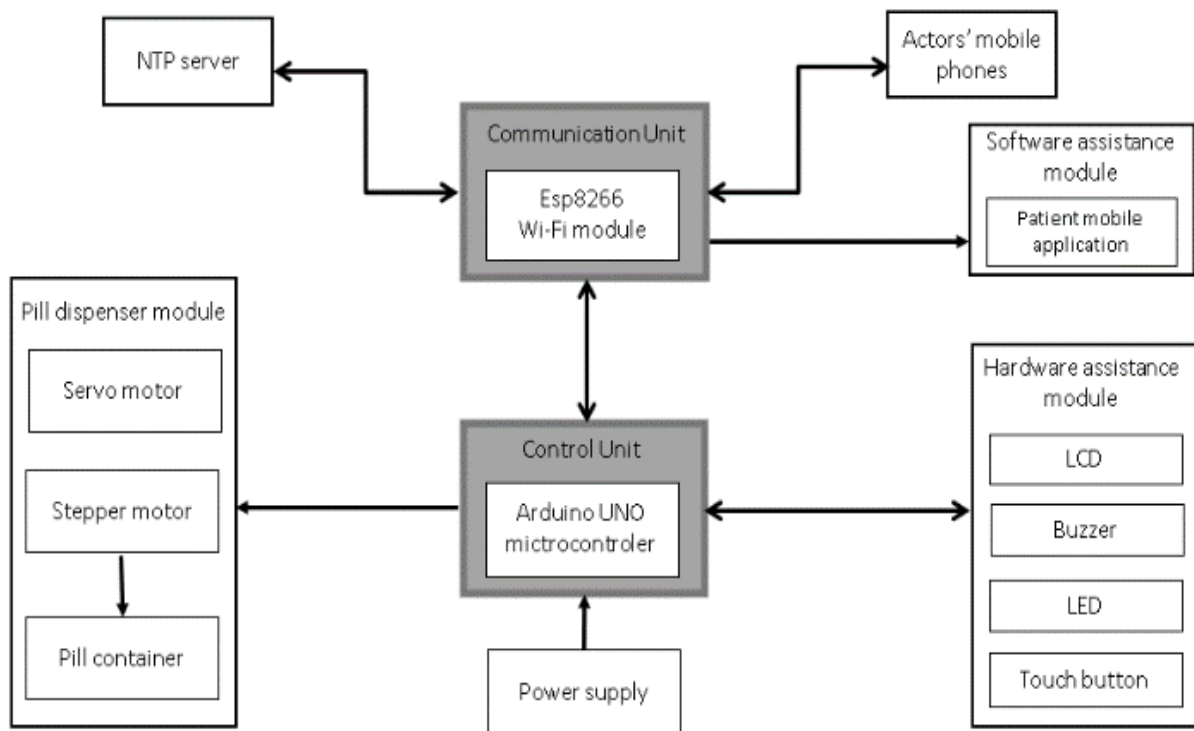 NTP server
Actors' mobile
phones
Communication Unit
Esp8266
Wi-Fi module
Software assistance
module
Patient mobile
application
Pill dispenser module
Servo motor
Stepper motor
Pill container
Control Unit
Arduino UNO
mictrocontroler
Power supply
Hardware assistance
module
LCD
Buzzer
LED
Touch button